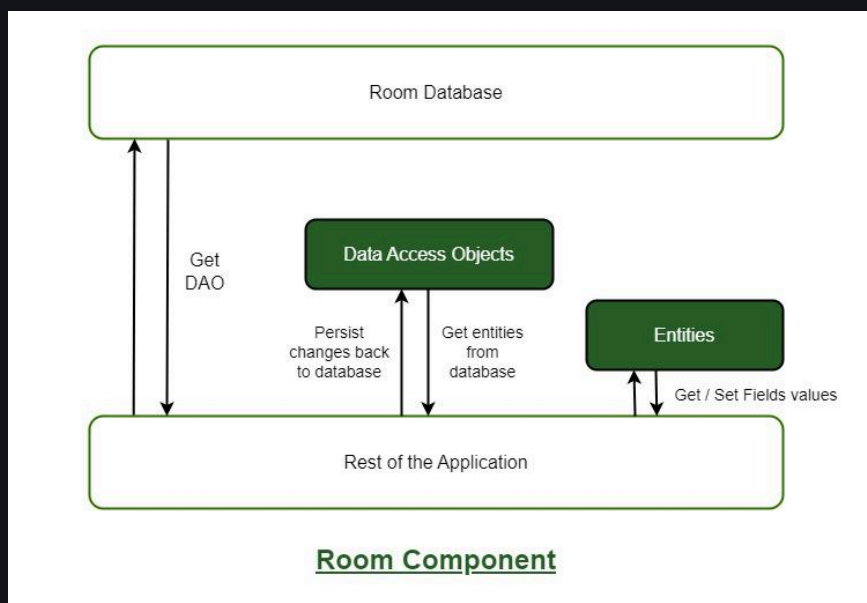 Room Database
Get
DAO
Data Access Objects
Persist
changes back
to database
Get entities
from
database
Entities
Get / Set Fields values
Rest of the Application
Room Component